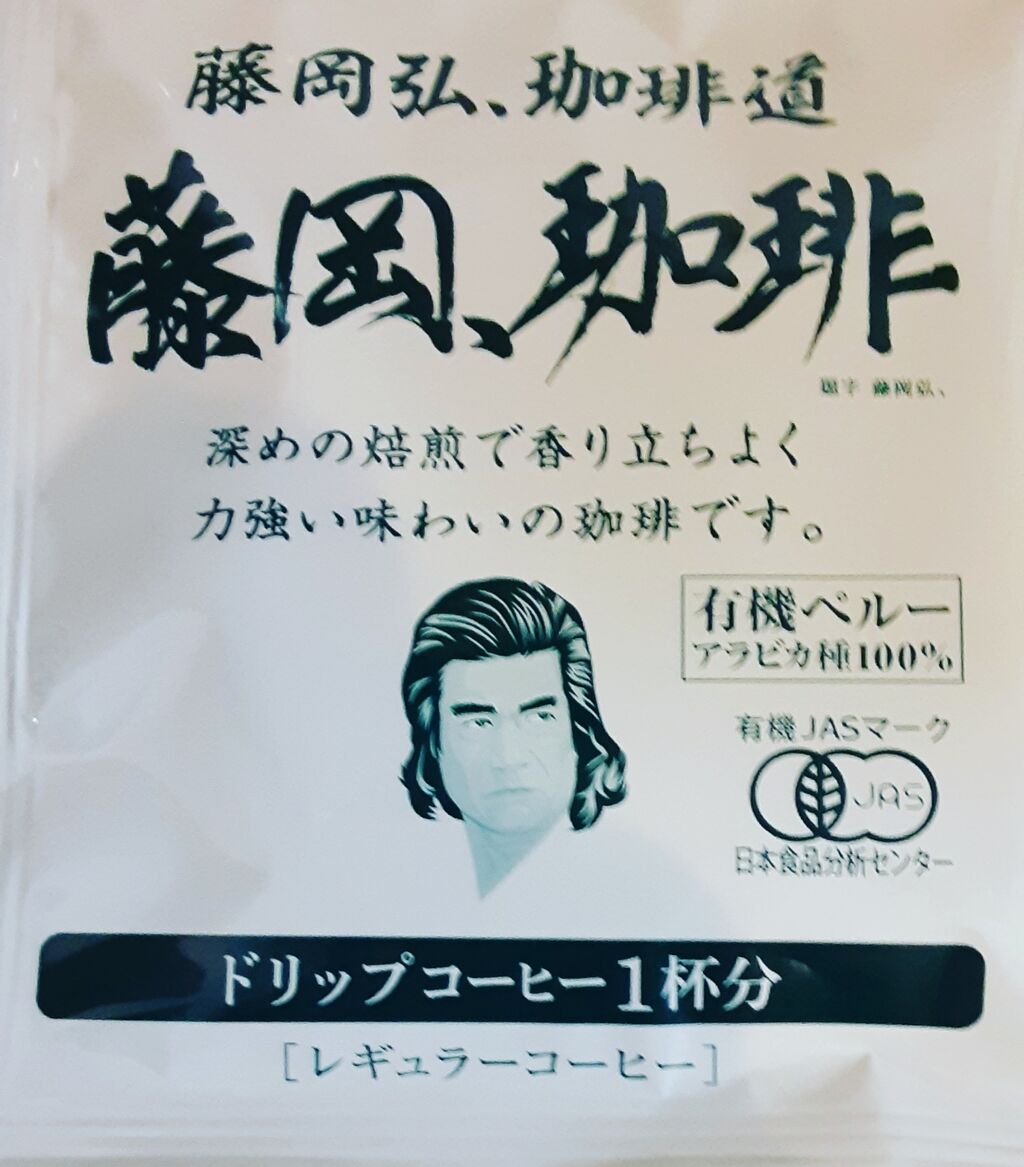 藤岡弘、珈琲道
藤岡、珈琲
題字 藤岡弘、
深めの焙煎で香り立ちよく
力強い味わいの珈琲です。
有機ペルー
アラビカ種100%
有機JASマーク
JAS
日本食品分析センター
ドリップコーヒー1杯分
[レギュラーコーヒー]